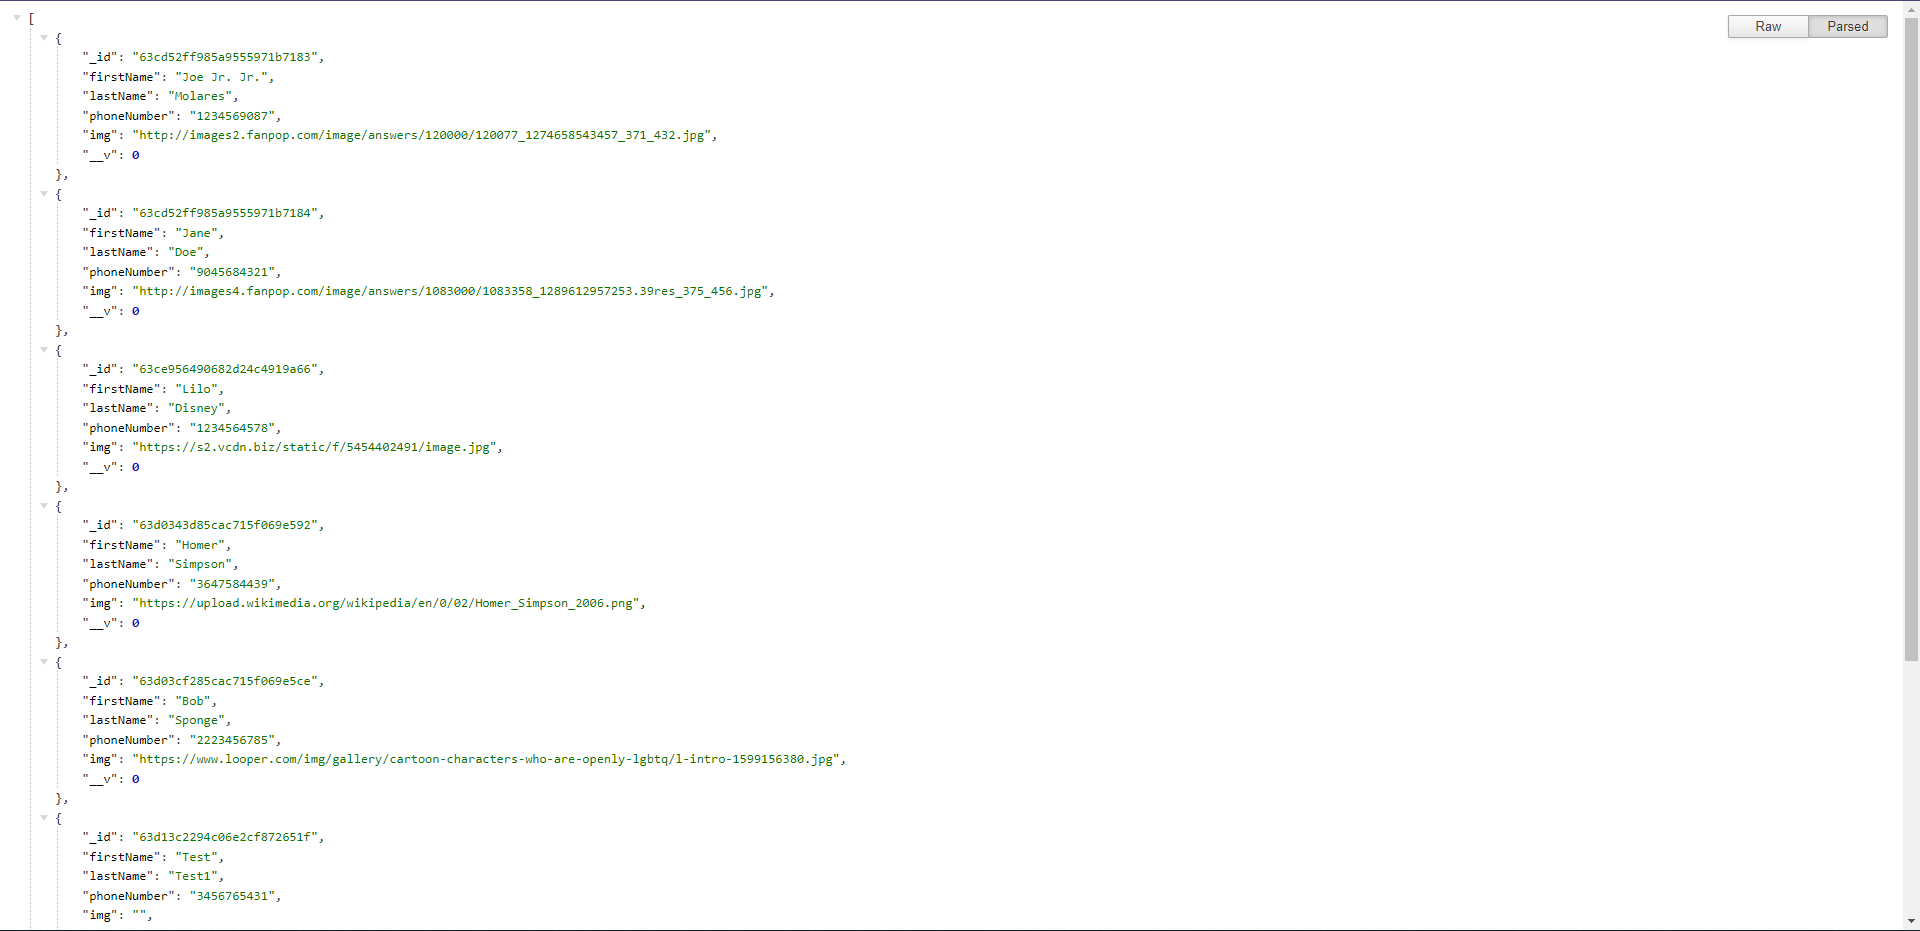 [
Raw Parsed
{
"_id": "63cd52ff985a9555971b7183",
"firstName": "Joe Jr. Jr.",
"lastName": "Molares",
"phoneNumber": "1234569087",
"img": "http://images2.fanpop.com/image/answers/120000/120077_1274658543457_371_432.jpg",
"__v": 0
},
{
"_id": "63cd52ff985a9555971b7184",
"firstName": "Jane",
"lastName": "Doe",
"phoneNumber": "9045684321",
"img": "http://images4.fanpop.com/image/answers/1083000/1083358_1289612957253.39res_375_456.jpg",
"__v": 0
},
{
"_id": "63ce956490682d24c4919a66",
"firstName": "Lilo",
"lastName": "Disney",
"phoneNumber": "1234564578",
"img": "https://s2.vcdn.biz/static/f/5454402491/image.jpg",
"__v": 0
},
{
"_id": "63d0343d85cac715f069e592",
"firstName": "Homer",
"lastName": "Simpson",
"phoneNumber": "3647584439",
"img": "https://upload.wikimedia.org/wikipedia/en/0/02/Homer_Simpson_2006.png",
"__v": 0
},
{
"_id": "63d03cf285cac715f069e5ce",
"firstName": "Bob",
"lastName": "Sponge",
"phoneNumber": "2223456785",
"img": "https://www.looper.com/img/gallery/cartoon-characters-who-are-openly-lgbtq/l-intro-1599156380.jpg",
"__v": 0
},
{
"_id": "63d13c2294c06e2cf872651f",
"firstName": "Test",
"lastName": "Test1",
"phoneNumber": "3456765431",
"img": "",